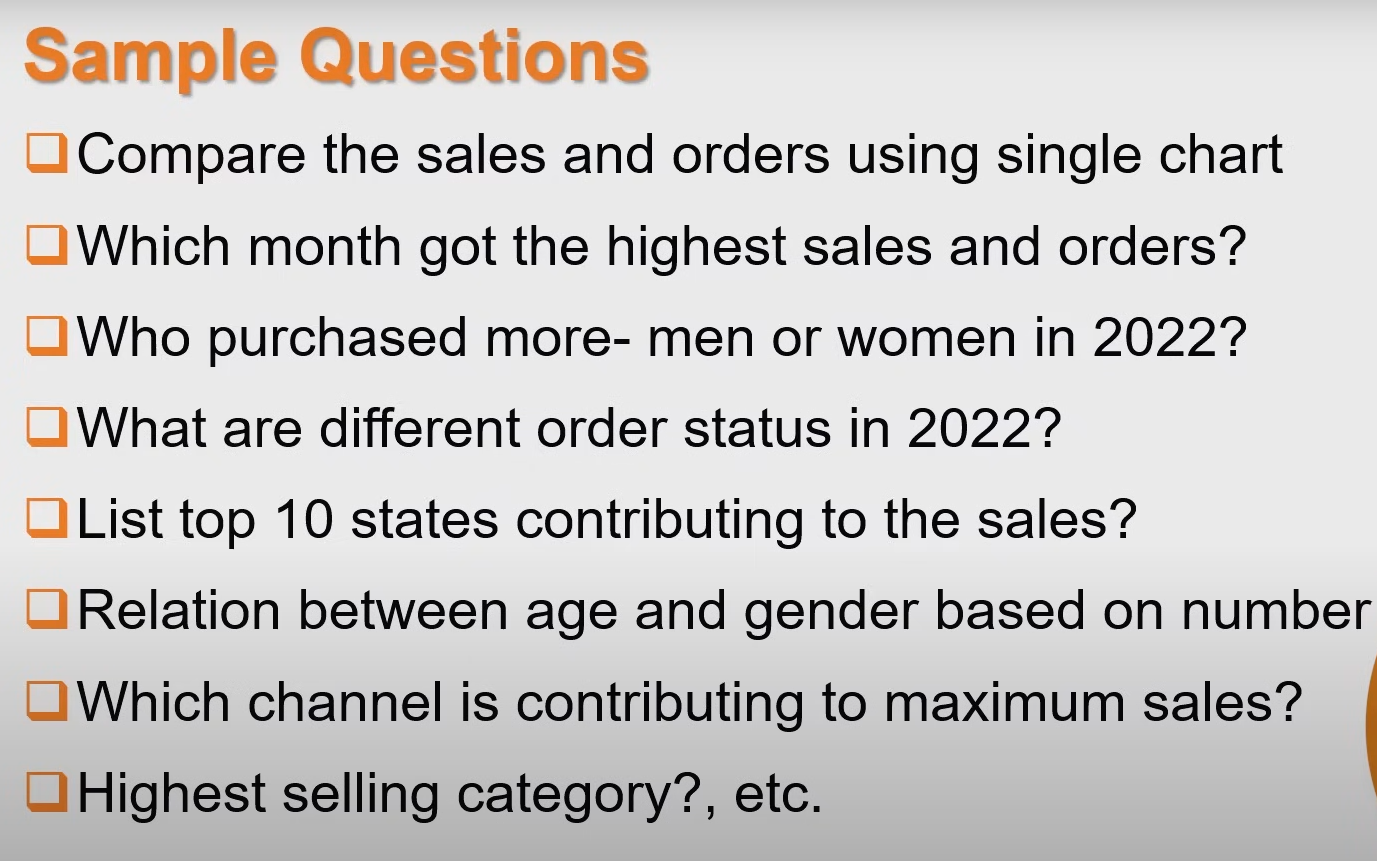 Sample Questions
Compare the sales and orders using single chart
Which month got the highest sales and orders?
Who purchased more- men or women in 2022?
What are different order status in 2022?
List top 10 states contributing to the sales?
Relation between age and gender based on number
Which channel is contributing to maximum sales?
Highest selling category?, etc.